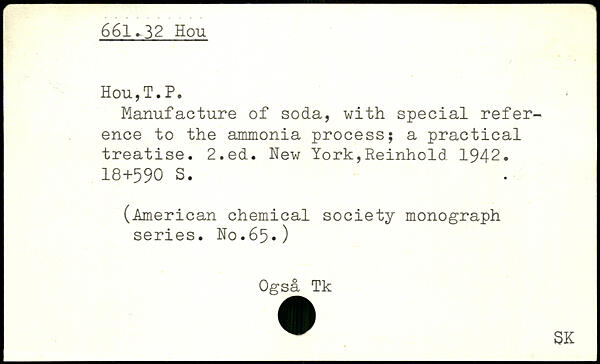 661.32 Hou
Hou,T.P.
Manufacture of soda, with special refer-
ence to the ammonia process; a practical
treatise. 2.ed. New York,Reinhold 1942.
18+590 S.
(American chemical society monograph
series. No.65.)
Også Tk
SK